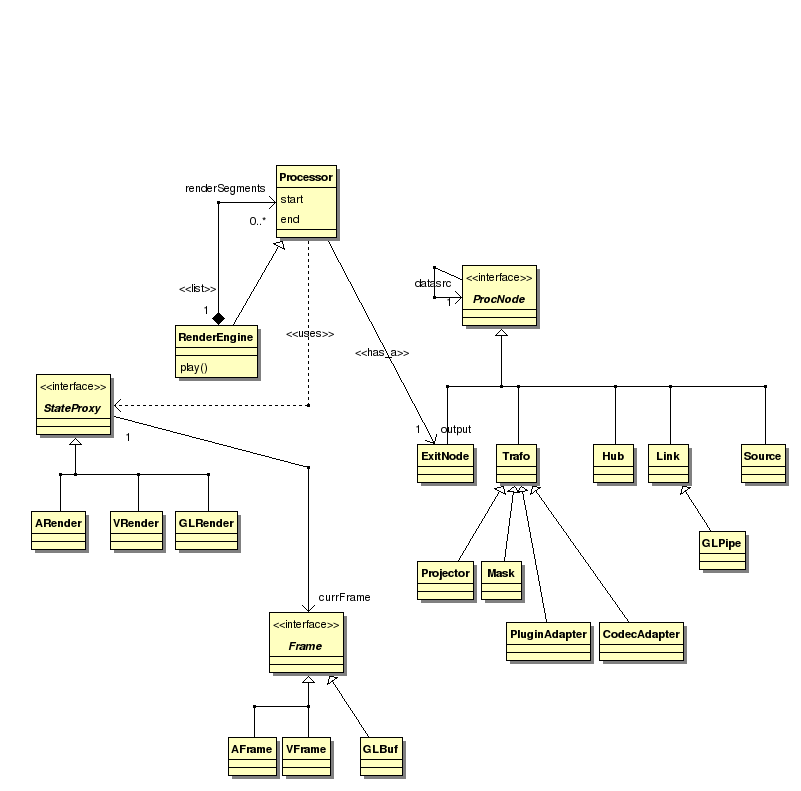 Processor
renderSegments
start
0..*
end
<<interface>>
datasrc
1
ProcNode
<<list>>
1
RenderEngine
<<uses>>
play()
<<has_a>>
<<interface>>
StateProxy
1
1
output
ExitNode
Trafo
Hub
Link
Source
ARender
VRender
GLRender
GLPipe
Projector
Mask
currFrame
<<interface>>
Frame
PluginAdapter
CodecAdapter
AFrame
VFrame
GLBuf